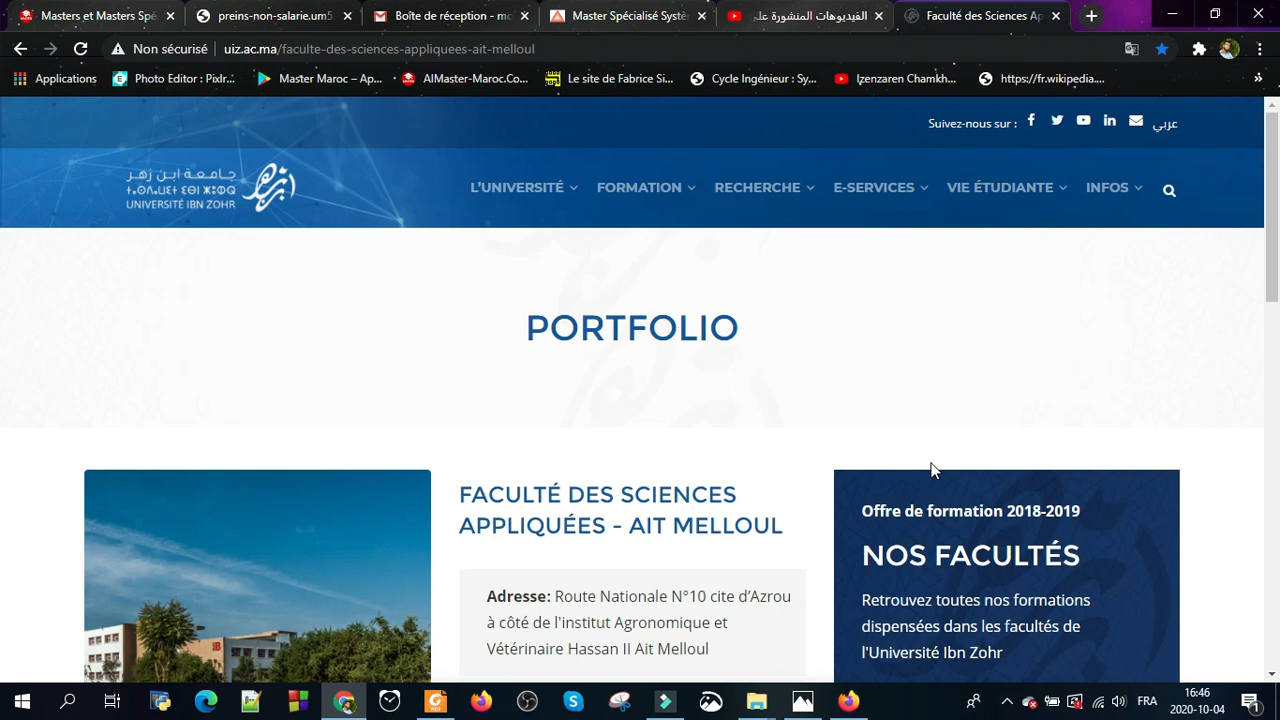 Masters et Masters Spé
preins-non-salarie.um5
Boîte de réception - mo
Master Spécialisé Systèm
الفيديوهات المنشورة على
Faculté des Sciences Ap
Non sécurisé
uiz.ac.ma/faculte-des-sciences-appliquees-ait-melloul
Applications
Photo Editor : Pixlr...
Master Maroc – Ap...
AlMaster-Maroc.Co...
Le site de Fabrice Si...
Cycle Ingénieur : Sy...
Izenzaren Chamkh...
https://fr.wikipedia....
Suivez-nous sur :
عربي
جامعة ابن زهر
ⵜⴰⵙⴷⴰⵡⵉⵜ ⵉⴱⵏ ⵣⵓⵀⵔ
UNIVERSITÉ IBN ZOHR
L'UNIVERSITÉ
FORMATION
RECHERCHE
E-SERVICES
VIE ÉTUDIANTE
INFOS
PORTFOLIO
FACULTÉ DES SCIENCES
APPLIQUÉES - AIT MELLOUL
Adresse: Route Nationale N°10 cite d'Azrou
à côté de l'institut Agronomique et
Vétérinaire Hassan II Ait Melloul
Offre de formation 2018-2019
NOS FACULTÉS
Retrouvez toutes nos formations
dispensées dans les facultés de
l'Université Ibn Zohr
FRA
16:46
2020-10-04